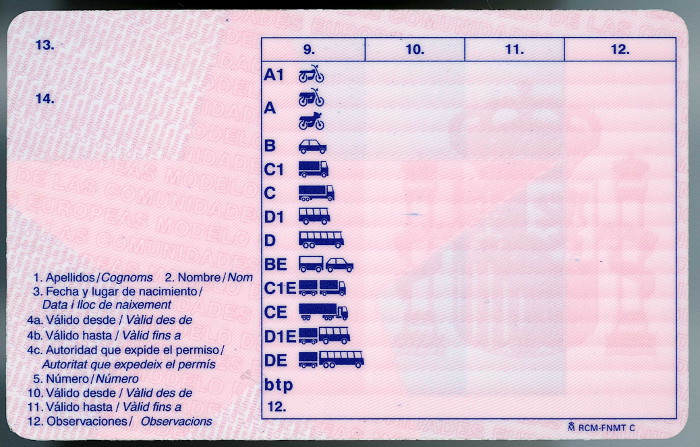 13.
14.
9. 10. 11. 12.
A1
A
B
C1
C
D1
D
BE
C1E
CE
D1E
DE
btp
12.
1. Apellidos/Cognoms 2. Nombre/Nom
3. Fecha y lugar de nacimiento/
Data i lloc de naixement
4a. Válido desde / Vàlid des de
4b. Válido hasta / Vàlid fins a
4c. Autoridad que expide el permiso/
Autoritat que expedeix el permís
5. Número/Número
10. Válido desde / Vàlid des de
11. Válido hasta / Vàlid fins a
12. Observaciones/ Observacions
RCM-FNMT C